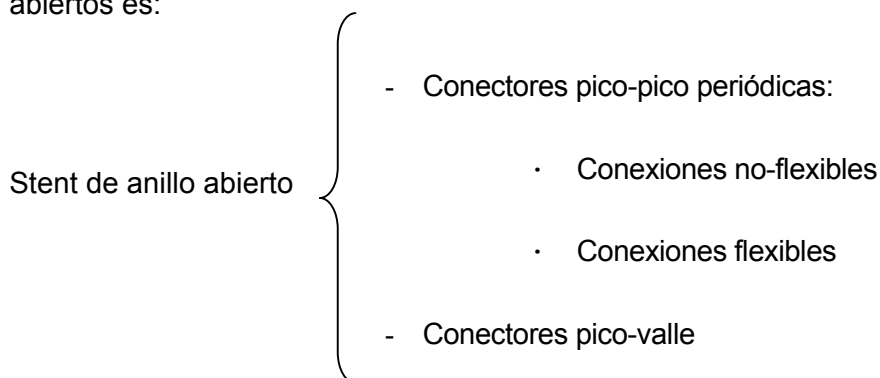 abiertos es:
- Conectores pico-pico periódicas:
· Conexiones no-flexibles
Stent de anillo abierto
· Conexiones flexibles
- Conectores pico-valle